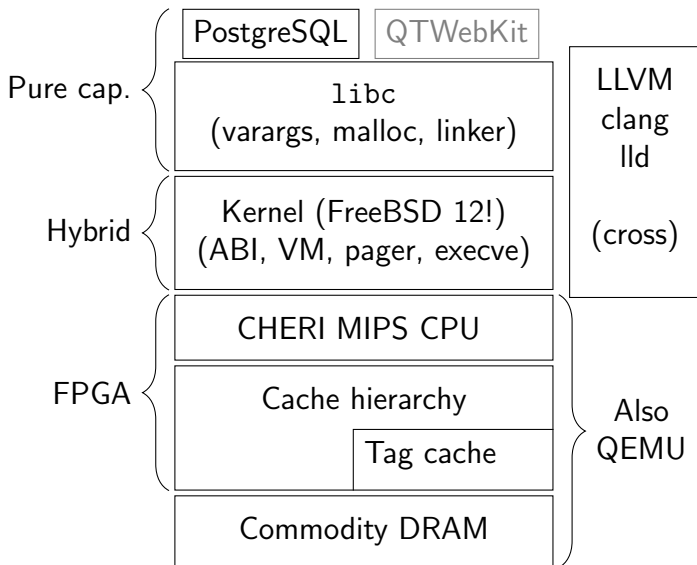 PostgreSQL QTWebKit
Pure cap.
libc
(varargs, malloc, linker)
LLVM
clang
lld
(cross)
Hybrid
Kernel (FreeBSD 12!)
(ABI, VM, pager, execve)
FPGA
CHERI MIPS CPU
Cache hierarchy
Tag cache
Commodity DRAM
Also
QEMU